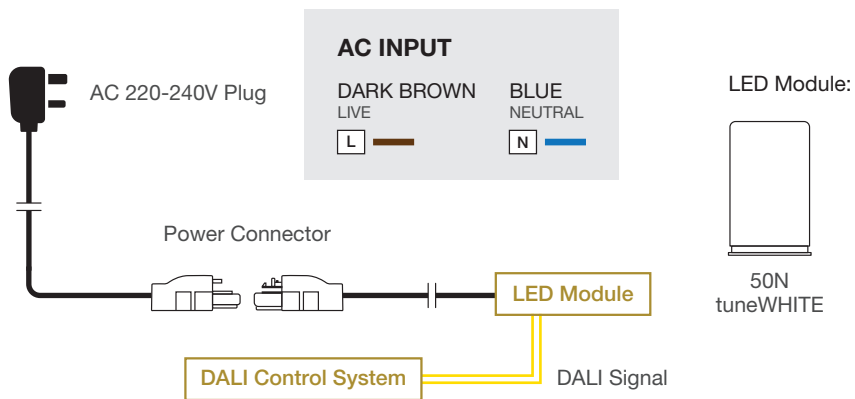 AC INPUT
DARK BROWN
LIVE
L
BLUE
NEUTRAL
N
AC 220-240V Plug
LED Module:
50N
tuneWHITE
Power Connector
LED Module
DALI Control System
DALI Signal